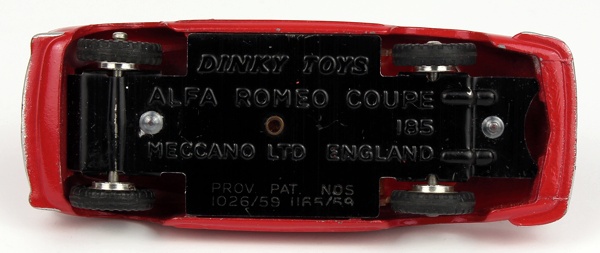 DINKY TOYS
ALFA ROMEO COUPE
185
MECCANO LTD ENGLAND
PROV. PAT. NOS
1026/59 1165/59